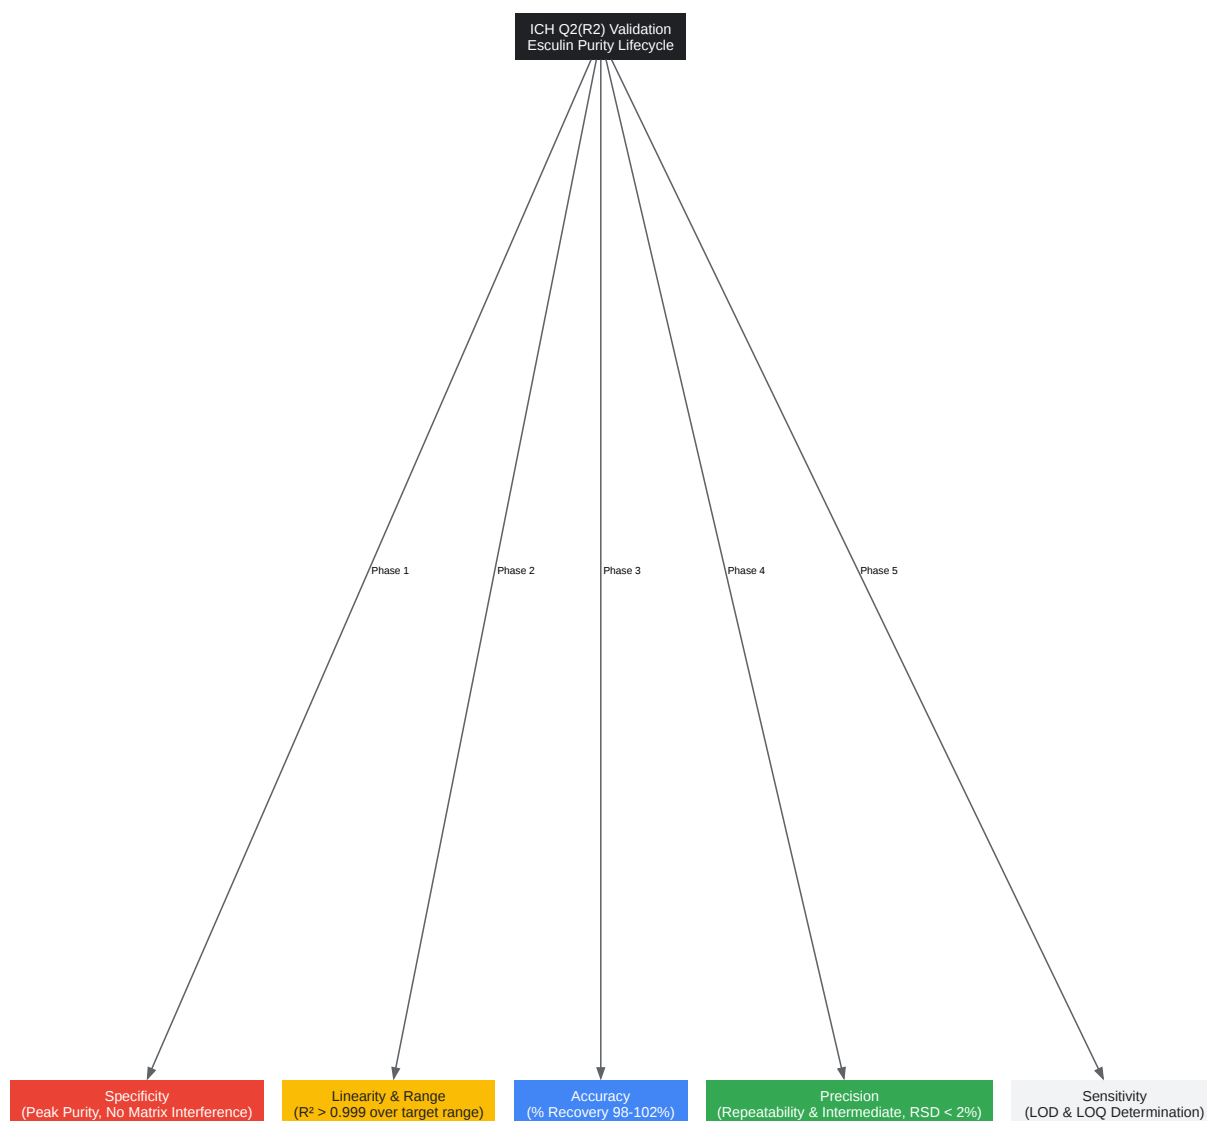 ICH Q2(R2) Validation
Esculin Purity Lifecycle
Phase 1
Phase 2
Phase 3
Phase 4
Phase 5
Specificity
(Peak Purity, No Matrix Interference)
Linearity & Range
(R² > 0.999 over target range)
Accuracy
(% Recovery 98-102%)
Precision
(Repeatability & Intermediate, RSD < 2%)
Sensitivity
(LOD & LOQ Determination)